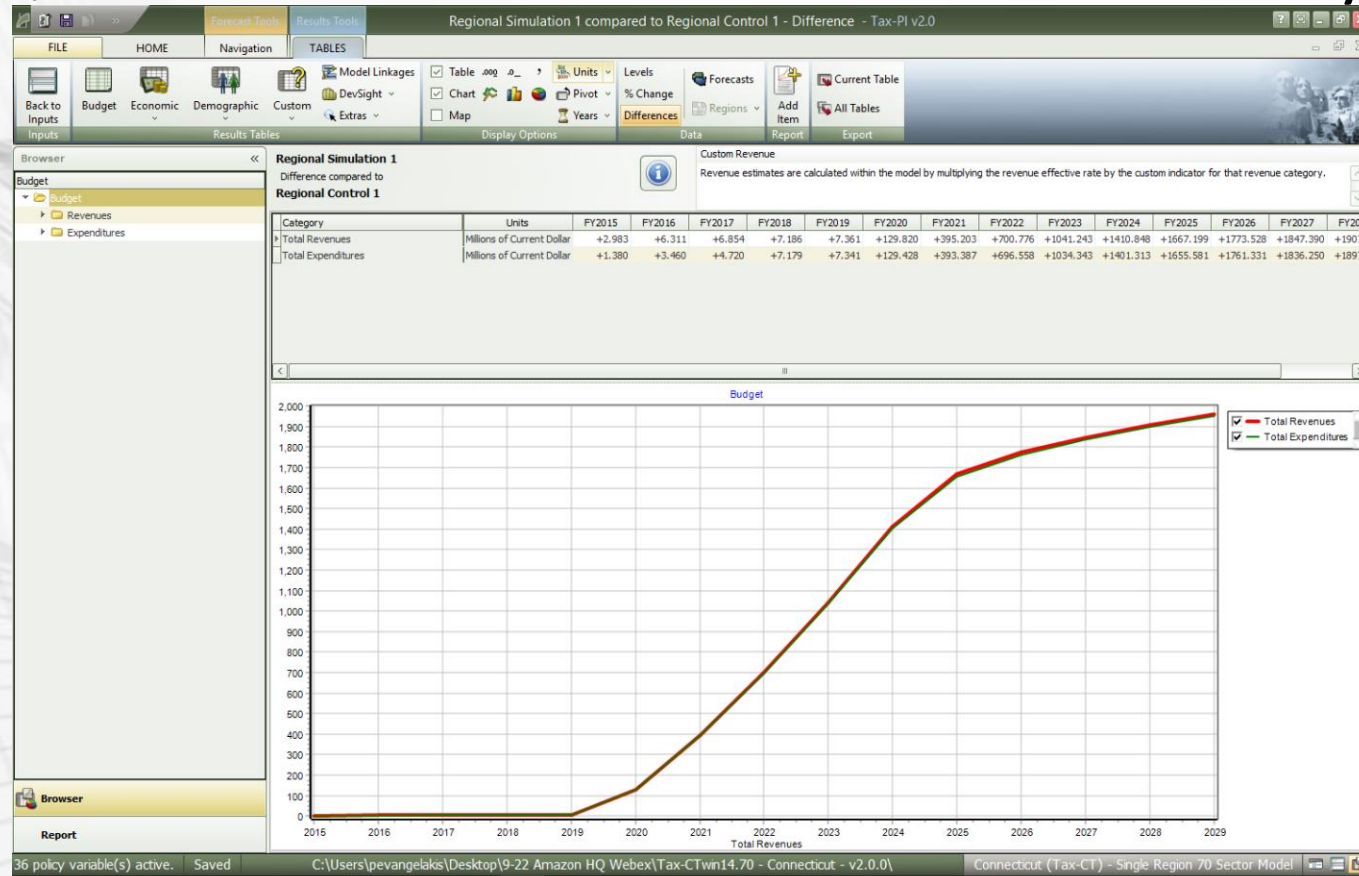 Forecast Tools Results Tools Regional Simulation 1 compared to Regional Control 1 - Difference - Tax-PI v2.0
FILE HOME Navigation TABLES
Back to Inputs
Budget
Economic
Demographic
Custom
Model Linkages
DevSight
Extras
Table .000 .0_ ,
Chart
Map
Units
Pivot
Years
Levels
% Change
Differences
Forecasts
Regions
Add Item
Current Table
All Tables
Inputs Results Tables Display Options Data Report Export
Browser «
Budget
Budget
Revenues
Expenditures
Regional Simulation 1
Difference compared to
Regional Control 1
Custom Revenue
Revenue estimates are calculated within the model by multiplying the revenue effective rate by the custom indicator for that revenue category.
Category Units FY2015 FY2016 FY2017 FY2018 FY2019 FY2020 FY2021 FY2022 FY2023 FY2024 FY2025 FY2026 FY2027
Total Revenues Millions of Current Dollar +2.983 +6.311 +6.854 +7.186 +7.361 +129.820 +395.203 +700.776 +1041.243 +1410.848 +1667.199 +1773.528 +1847.390
Total Expenditures Millions of Current Dollar +1.380 +3.460 +4.720 +7.179 +7.341 +129.428 +393.387 +696.558 +1034.343 +1401.313 +1655.581 +1761.331 +1836.250
Budget
2,000
1,900
1,800
1,700
1,600
1,500
1,400
1,300
1,200
1,100
1,000
900
800
700
600
500
400
300
200
100
0
2015 2016 2017 2018 2019 2020 2021 2022 2023 2024 2025 2026 2027 2028 2029
Total Revenues
Total Revenues
Total Expenditures
Browser
Report
36 policy variable(s) active. Saved C:\Users\pevangelakis\Desktop\9-22 Amazon HQ Webex\Tax-CTwin14.70 - Connecticut - v2.0.0\ Connecticut (Tax-CT) - Single Region 70 Sector Model